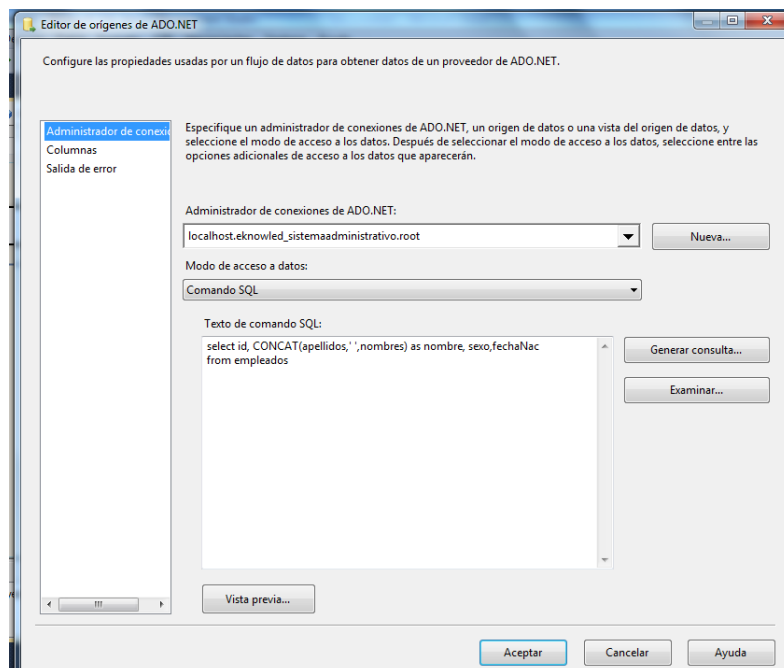 Editor de orígenes de ADO.NET
Configure las propiedades usadas por un flujo de datos para obtener datos de un proveedor de ADO.NET.
Administrador de conexi
Columnas
Salida de error
Especifique un administrador de conexiones de ADO.NET, un origen de datos o una vista del origen de datos, y
seleccione el modo de acceso a los datos. Después de seleccionar el modo de acceso a los datos, seleccione entre las
opciones adicionales de acceso a los datos que aparecerán.
Administrador de conexiones de ADO.NET:
localhost.eknowled_sistemaadministrativo.root
Nueva...
Modo de acceso a datos:
Comando SQL
Texto de comando SQL:
select id, CONCAT(apellidos,' ',nombres) as nombre, sexo,fechaNac
from empleados
Generar consulta...
Examinar...
Vista previa...
Aceptar
Cancelar
Ayuda